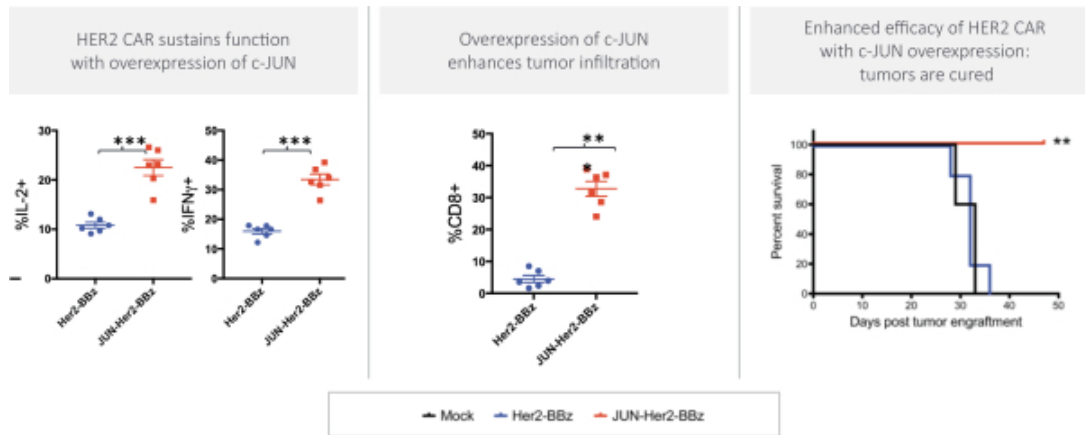 HER2 CAR sustains function
with overexpression of c-JUN
Overexpression of c-JUN
enhances tumor infiltration
Enhanced efficacy of HER2 CAR
with c-JUN overexpression:
tumors are cured
%IL-2+
30
20
10
0
***
Her2-BBz
JUN-Her2-BBz
%IFNγ+
50
40
30
20
10
0
***
Her2-BBz
JUN-Her2-BBz
%CD8+
50
40
30
20
10
0
**
*
Her2-BBz
JUN-Her2-BBz
Percent survival
100
80
60
40
20
0
**
0 10 20 30 40 50
Days post tumor engraftment
Mock Her2-BBz JUN-Her2-BBz